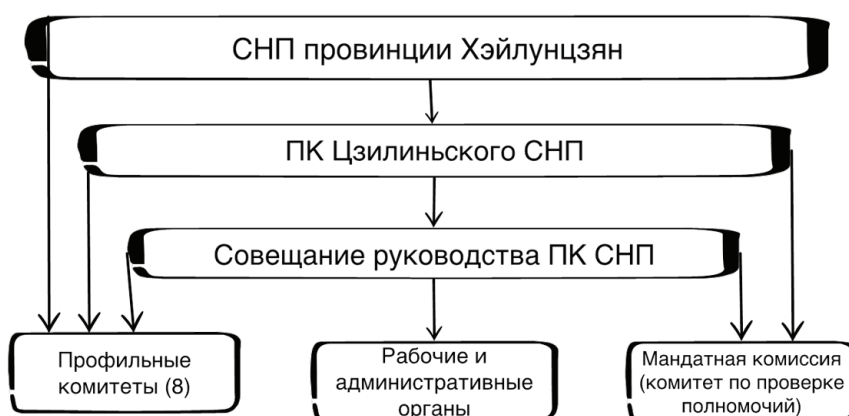 СНП провинции Хэйлунцзян
ПК Цзилиньского СНП
Совещание руководства ПК СНП
Профильные
комитеты (8)
Рабочие и
административные
органы
Мандатная комиссия
(комитет по проверке
полномочий)